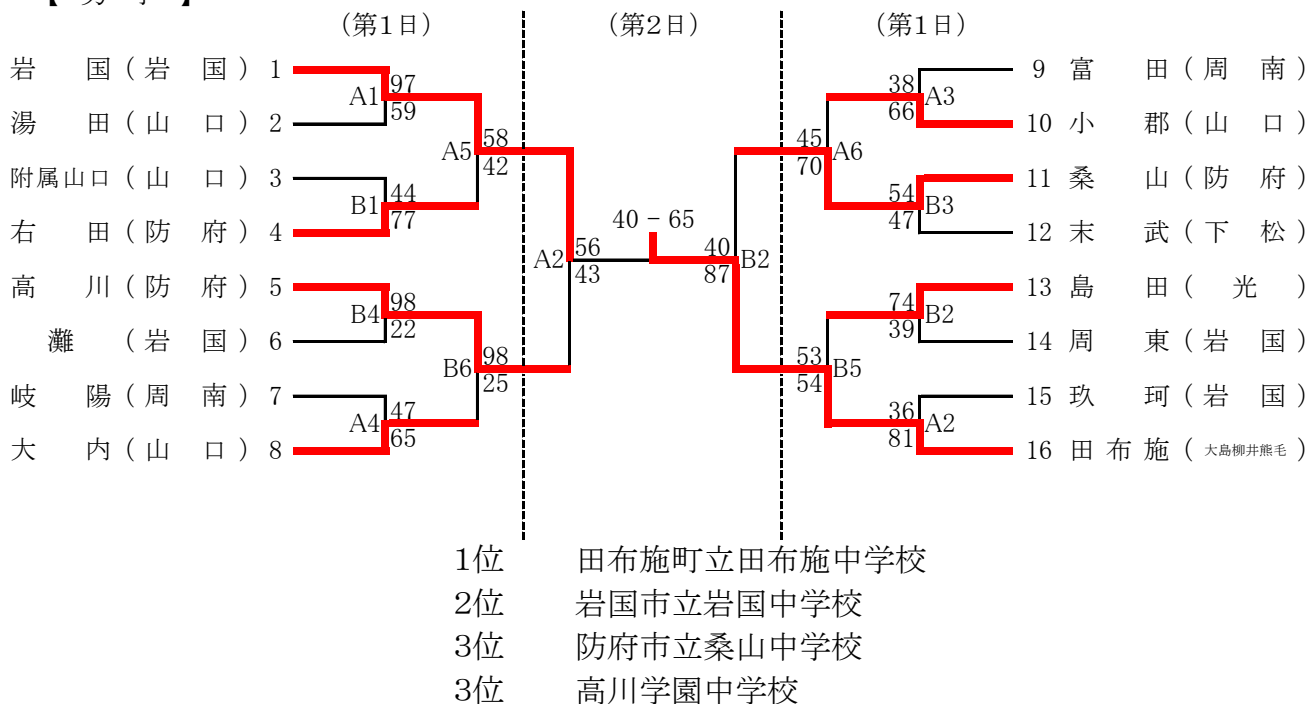 【 男 子 】
(第1日) (第2日) (第1日)
岩 国 ( 岩 国 ) 1
湯 田 ( 山 口 ) 2
附属山口 ( 山 口 ) 3
右 田 ( 防 府 ) 4
高 川 ( 防 府 ) 5
灘 ( 岩 国 ) 6
岐 陽 ( 周 南 ) 7
大 内 ( 山 口 ) 8
A1 97
59
B1 44
77
B4 98
22
A4 47
65
A5 58
42
B6 98
25
A2 56
43
40 − 65
40 B2
87
45 A6
70
53 B5
54
38 A3
66
54 B3
47
74 B2
39
36 A2
81
9 富 田 ( 周 南 )
10 小 郡 ( 山 口 )
11 桑 山 ( 防 府 )
12 末 武 ( 下 松 )
13 島 田 ( 光 )
14 周 東 ( 岩 国 )
15 玖 珂 ( 岩 国 )
16 田 布 施 ( 大島柳井熊毛 )
1位 田布施町立田布施中学校
2位 岩国市立岩国中学校
3位 防府市立桑山中学校
3位 高川学園中学校